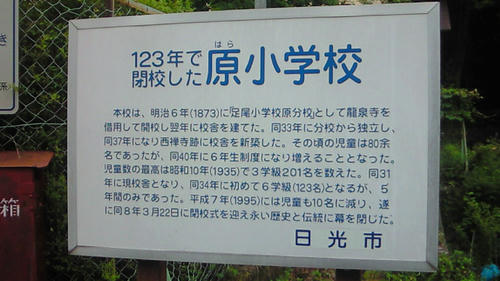 はら
123年で
閉校した
原小学校
本校は、明治6年(1873)に「足尾小学校原分校」として龍泉寺を
借用して開校し翌年に校舎を建てた。同33年に分校から独立し、
同37年になり西禅寺跡に校舎を新築した。その頃の児童は80余
名であったが、同40年に6年生制度になり増えることとなった。
児童数の最高は昭和10年(1935)で3学級201名を数えた。同31
年に現校舎となり、同34年に初めて6学級(123名)となるが、5
年間のみであった。平成7年(1995)には児童も10名に減り、遂
に同8年3月22日に閉校式を迎え永い歴史と伝統に幕を閉じた。
日光市
箱
き
係)